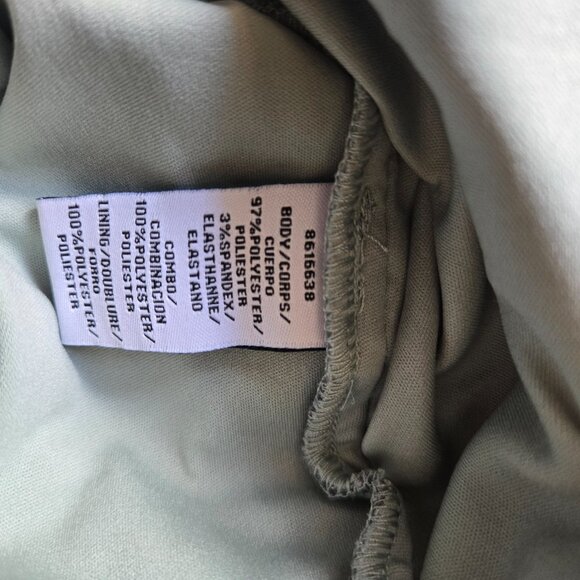 8616638
BODY/CORPS/
CUERPO
97%POLYESTER/
POLIESTER
3%SPANDEX/
ELASTHANNE/
ELASTANO
COMBO/
COMBINACION
100%POLYESTER/
POLIESTER
LINING/DOUBLURE/
FORRO
100%POLYESTER/
POLIESTER